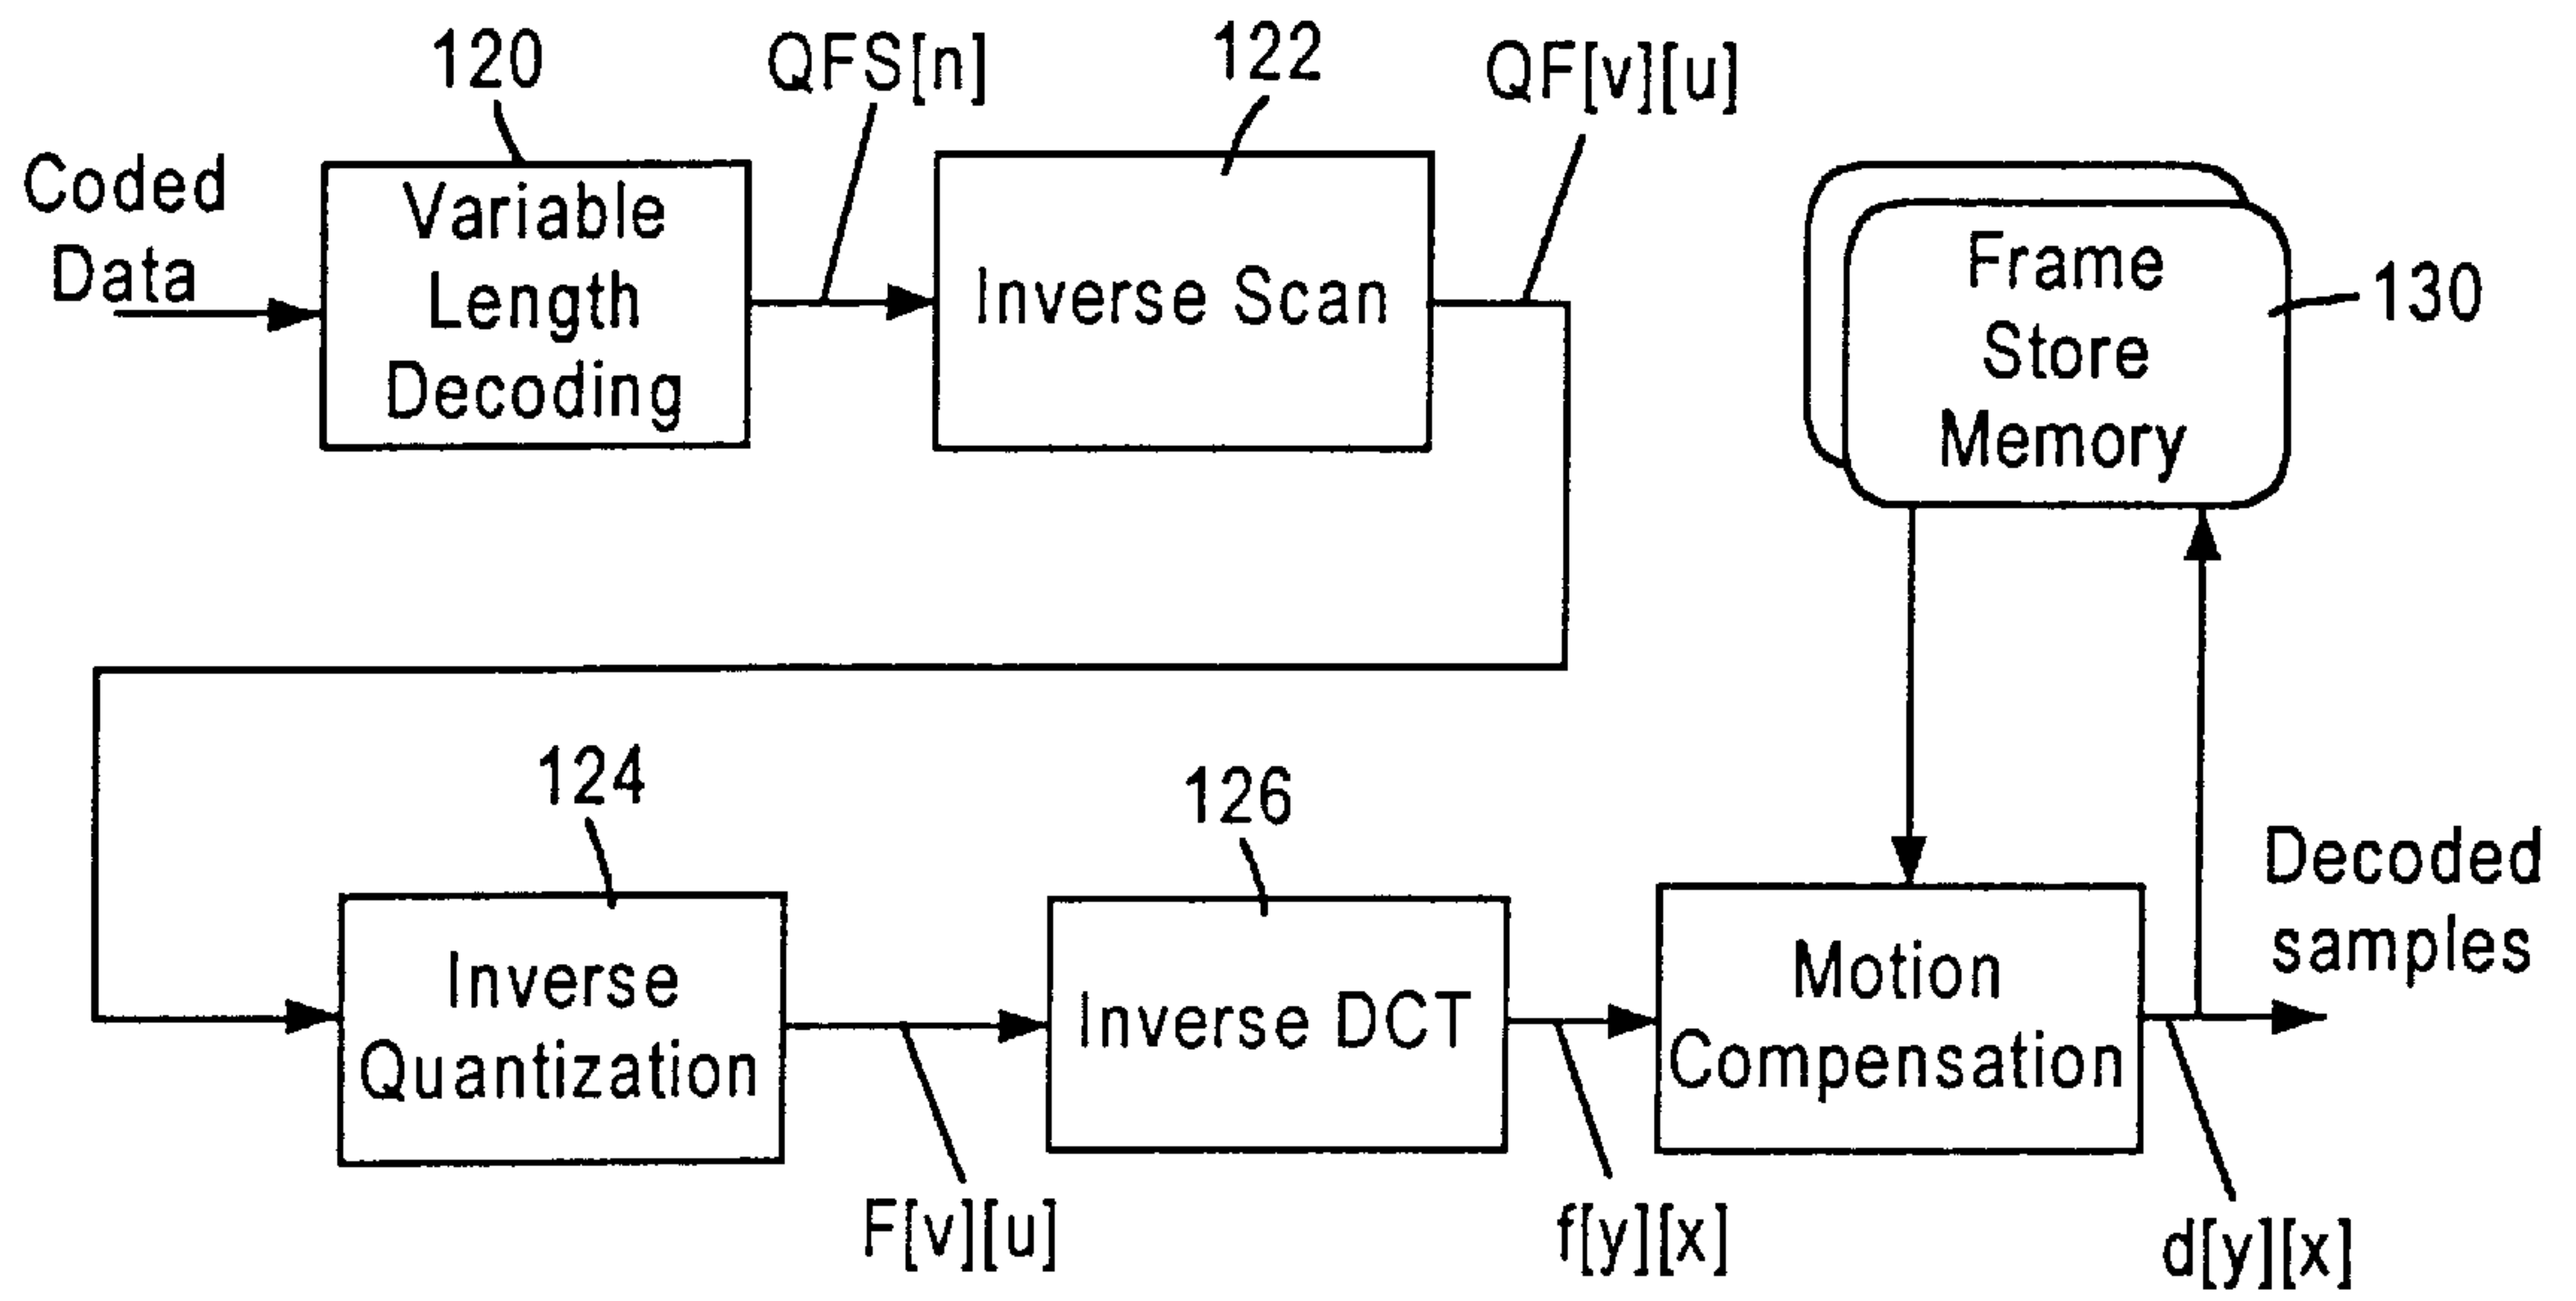 120
QFS[n]
122
QF[v][u]
Coded
Data
Variable
Length
Decoding
Inverse Scan
Frame
Store
Memory
130
124
126
Inverse
Quantization
Inverse DCT
Motion
Compensation
Decoded
samples
F[v][u]
f[y][x]
d[y][x]